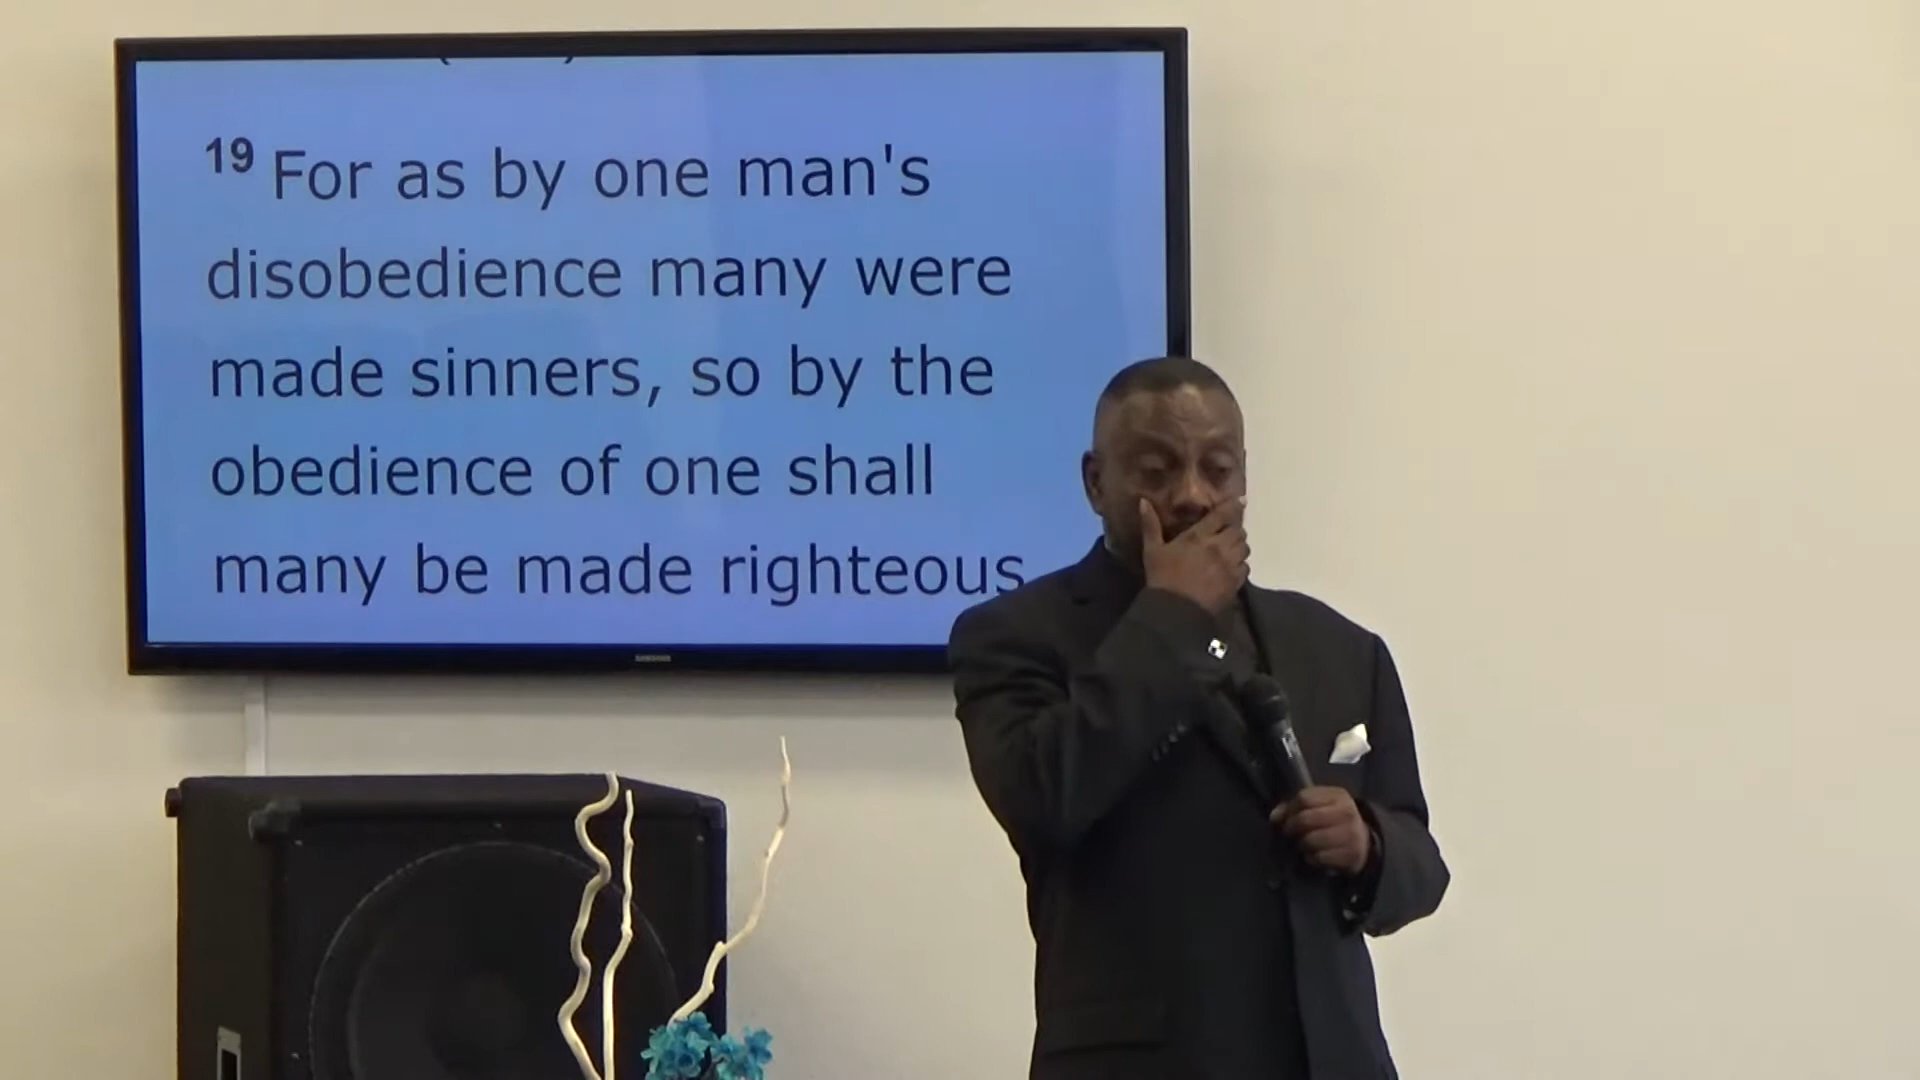 19 For as by one man's
disobedience many were
made sinners, so by the
obedience of one shall
many be made righteous
SAMSUNG